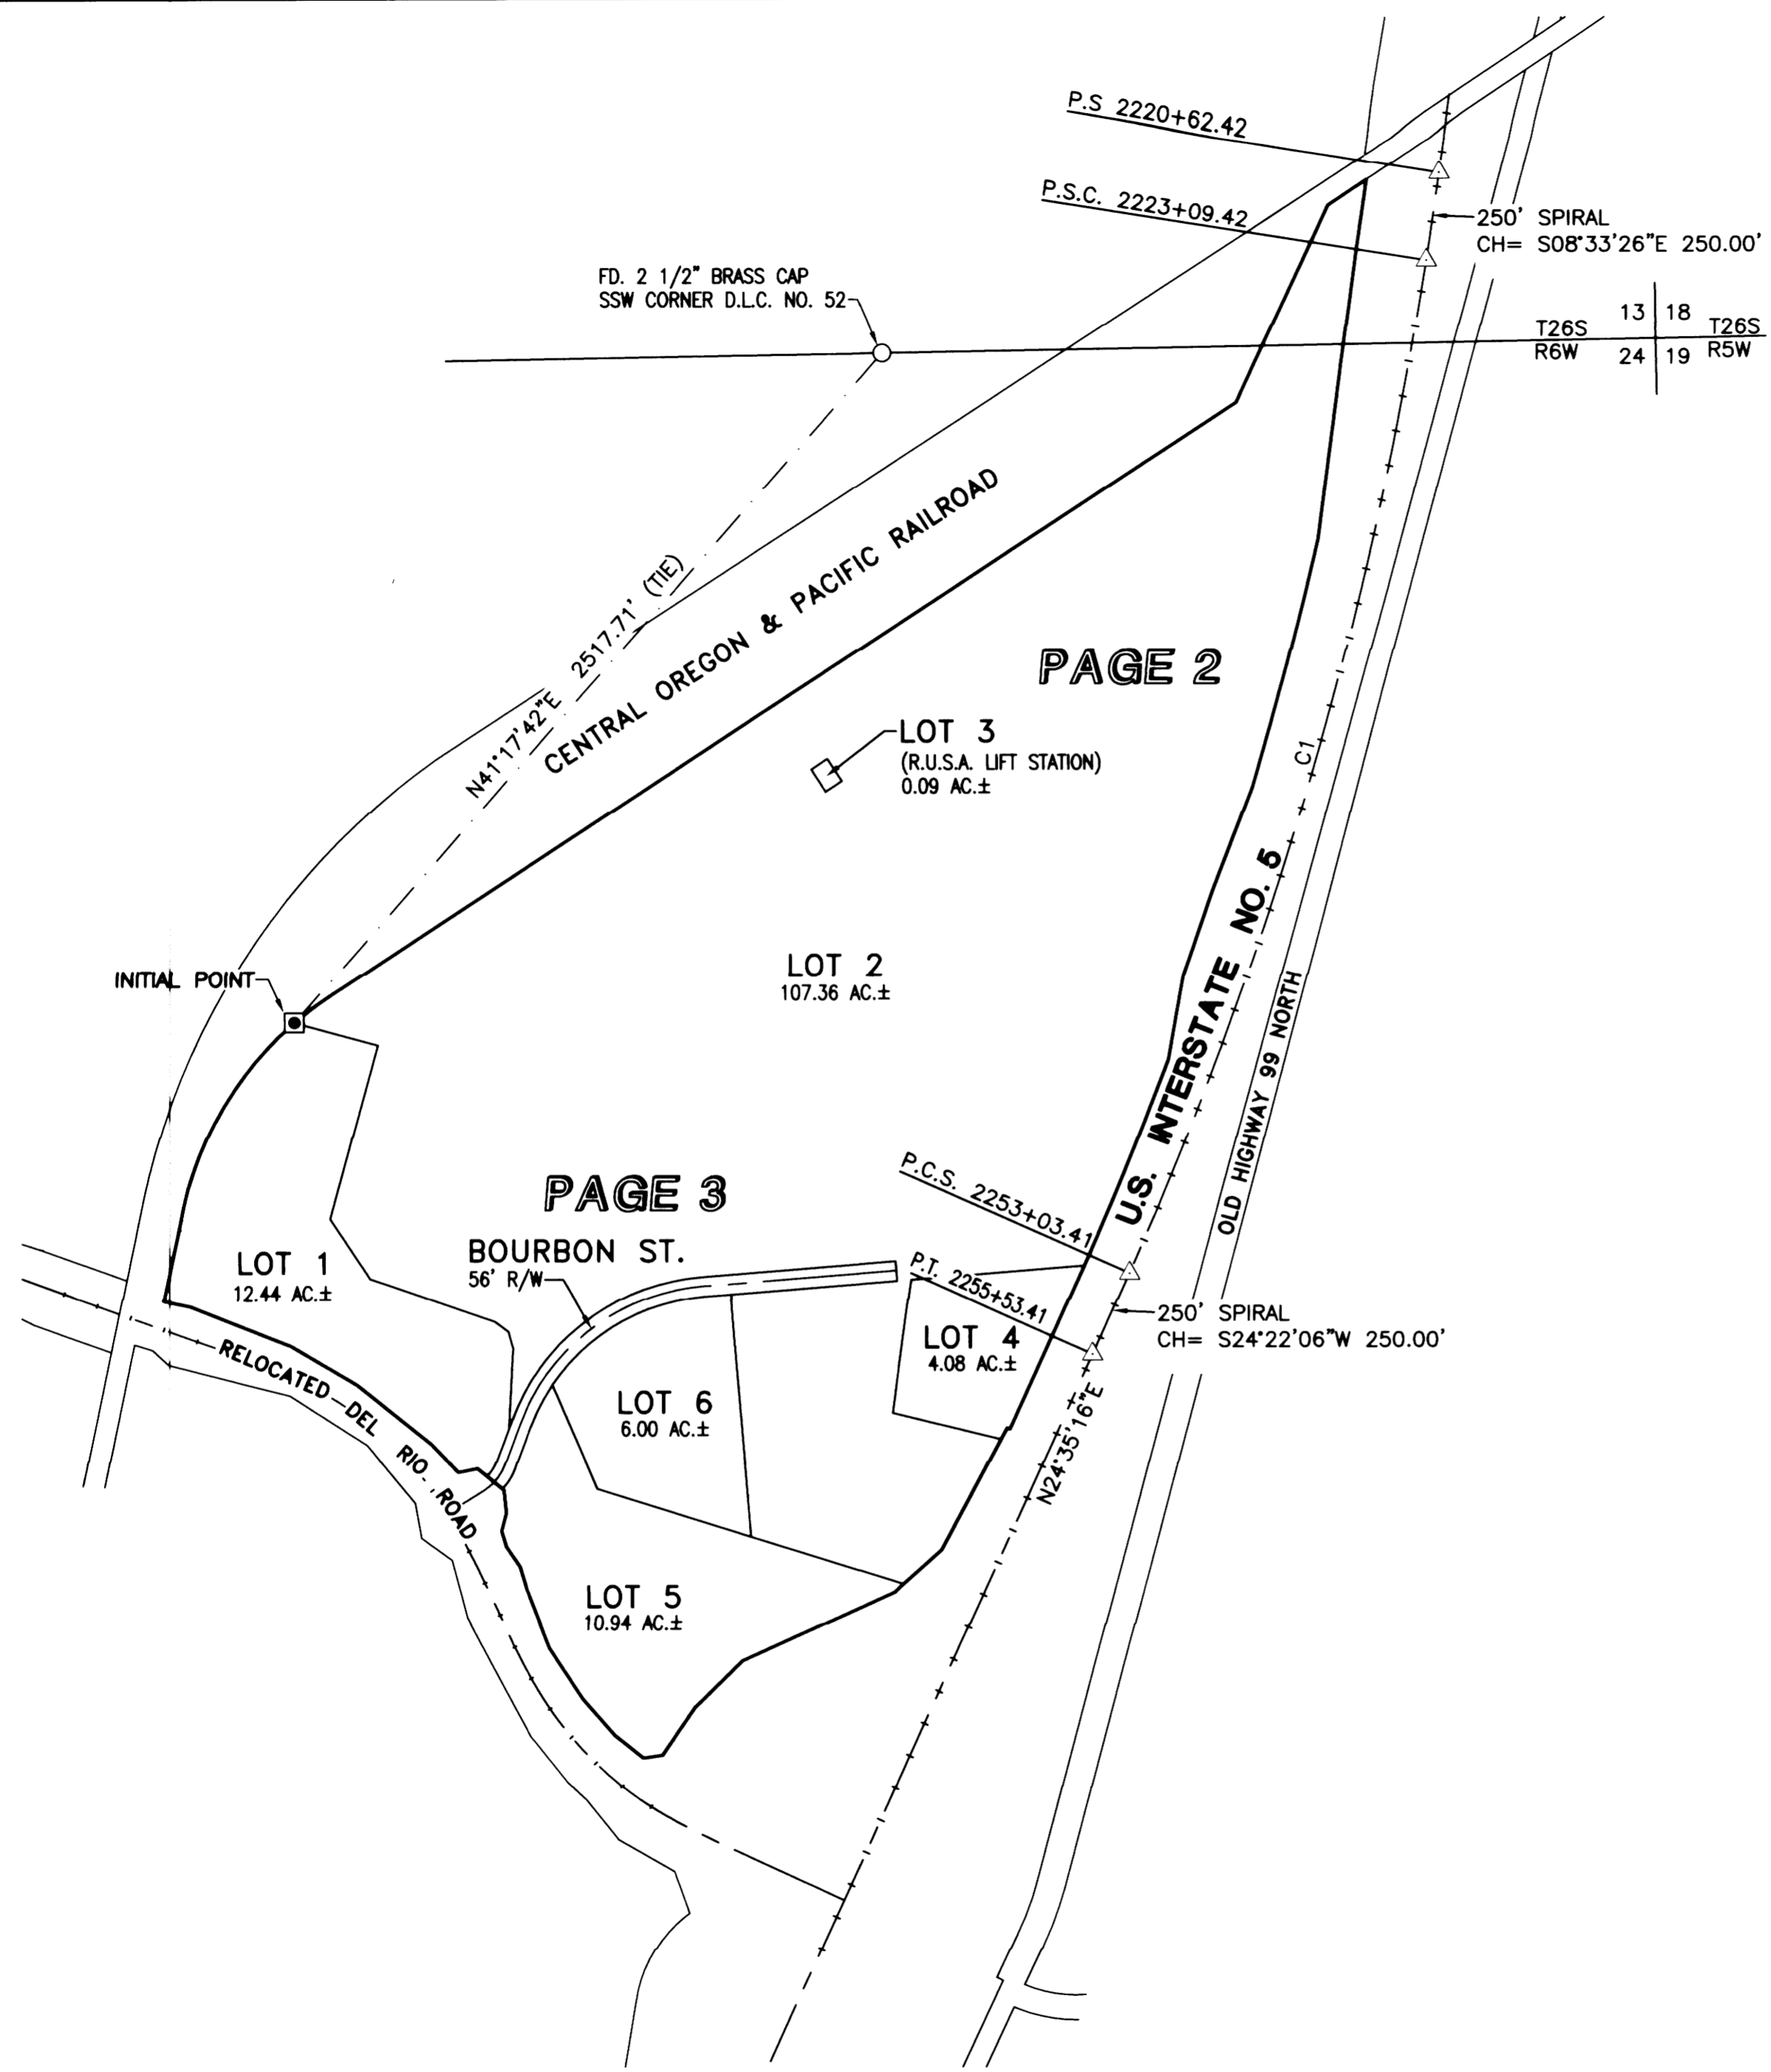 P.S 2220+62.42
P.S.C. 2223+09.42
250' SPIRAL
CH= S08°33'26"E 250.00'
FD. 2 1/2" BRASS CAP
SSW CORNER D.L.C. NO. 52
13 18
T26S T26S
R6W 24 19 R5W
N41°17'42"E 2517.71' (TIE)
CENTRAL OREGON & PACIFIC RAILROAD
PAGE 2
LOT 3
(R.U.S.A. LIFT STATION)
0.09 AC.±
C1
U.S. INTERSTATE NO. 5
OLD HIGHWAY 99 NORTH
LOT 2
107.36 AC.±
INITIAL POINT
PAGE 3
P.C.S. 2253+03.41
BOURBON ST.
56' R/W
LOT 1
12.44 AC.±
P.T. 2255+53.41
250' SPIRAL
CH= S24°22'06"W 250.00'
LOT 4
4.08 AC.±
RELOCATED DEL RIO. ROAD
LOT 6
6.00 AC.±
N24°35'16"E
LOT 5
10.94 AC.±